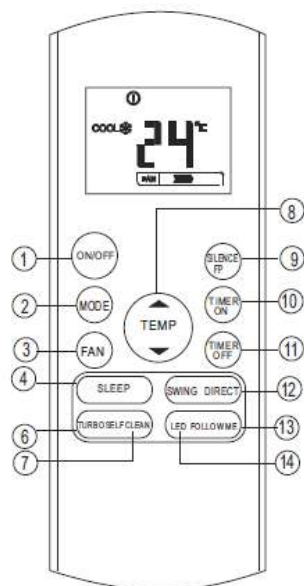 COOL 24°C
FAN
8
1 ON/OFF
SILENCE
FP 9
2 MODE
TEMP
TIMER
ON 10
3 FAN
TIMER
OFF 11
4 SLEEP SWING DIRECT 12
6 TURBO SELF CLEAN LED FOLLOW ME 13
7 14